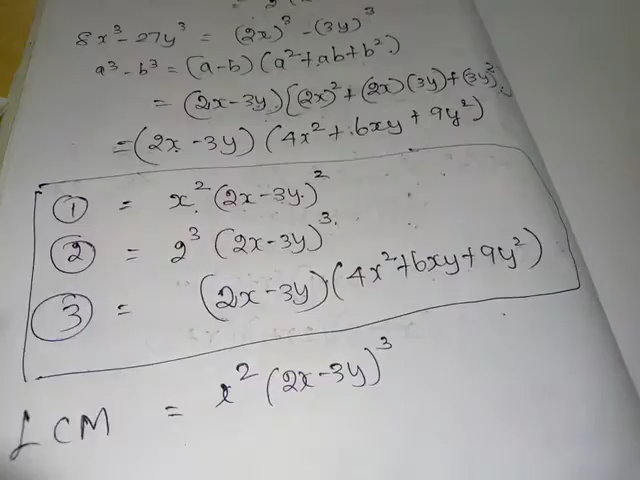 8x³-27y³ = (2x)³-(3y)³
a³-b³ = (a-b)(a²+ab+b²)
= (2x-3y)[(2x)²+(2x)(3y)+(3y)²
=(2x-3y)(4x²+6xy+9y²)
① = x²(2x-3y)²
② = 2³(2x-3y)³
③ = (2x-3y)(4x²+6xy+9y²)
LCM = x²(2x-3y)³